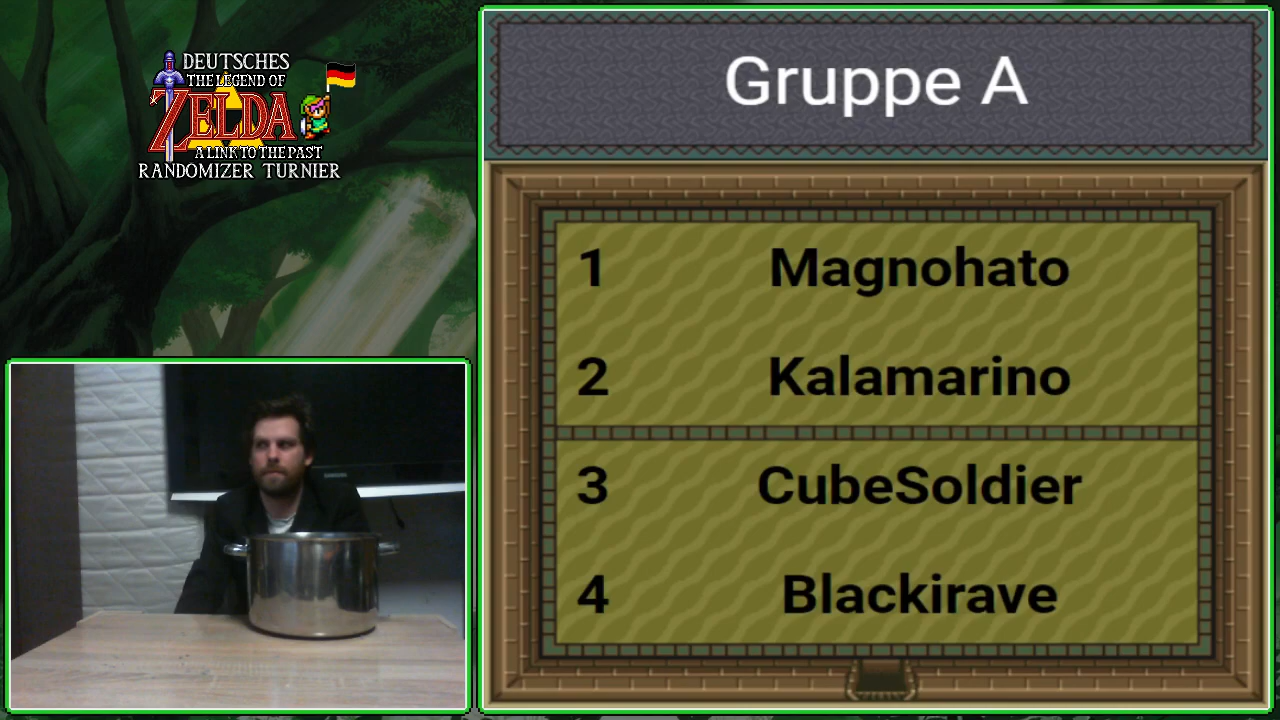 DEUTSCHES
THE LEGEND OF
ZELDA
A LINK TO THE PAST
RANDOMIZER TURNIER
Gruppe A
1 Magnohato
2 Kalamarino
3 CubeSoldier
4 Blackirave